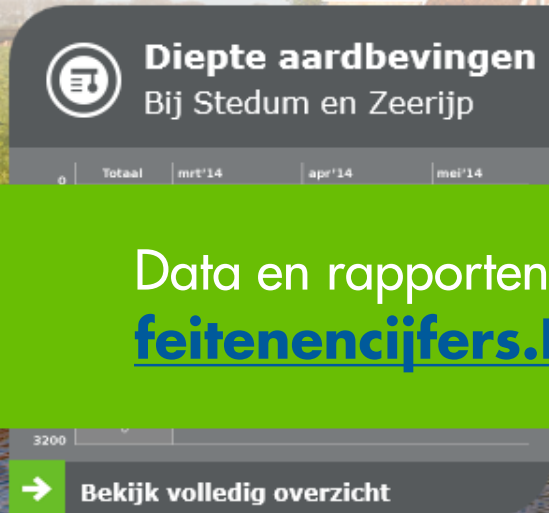 Diepte aardbevingen
Bij Stedum en Zeerijp
0 Totaal mrt'14 apr'14 mei'14
Data en rapporten
feitenencijfers.
3200
Bekijk volledig overzicht